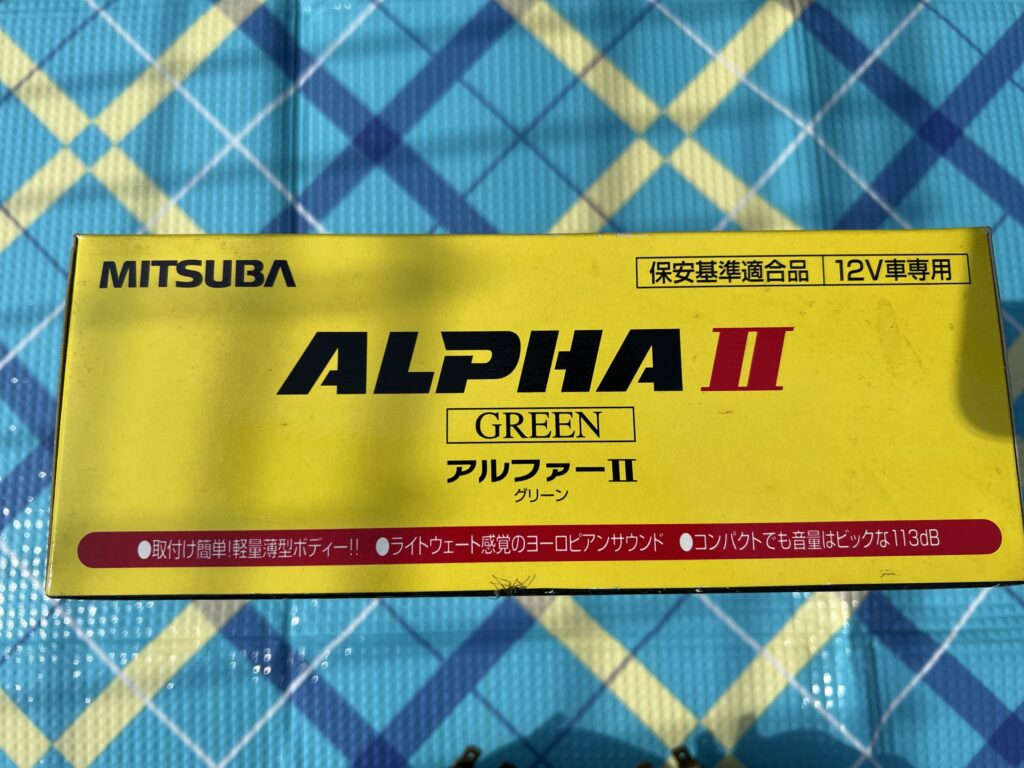 MITSUBA
保安基準適合品 12V車専用
ALPHA II
GREEN
アルファーII
グリーン
●取付け簡単!軽量薄型ボディー!! ●ライトウェート感覚のヨーロピアンサウンド ●コンパクトでも音量はビックな113dB